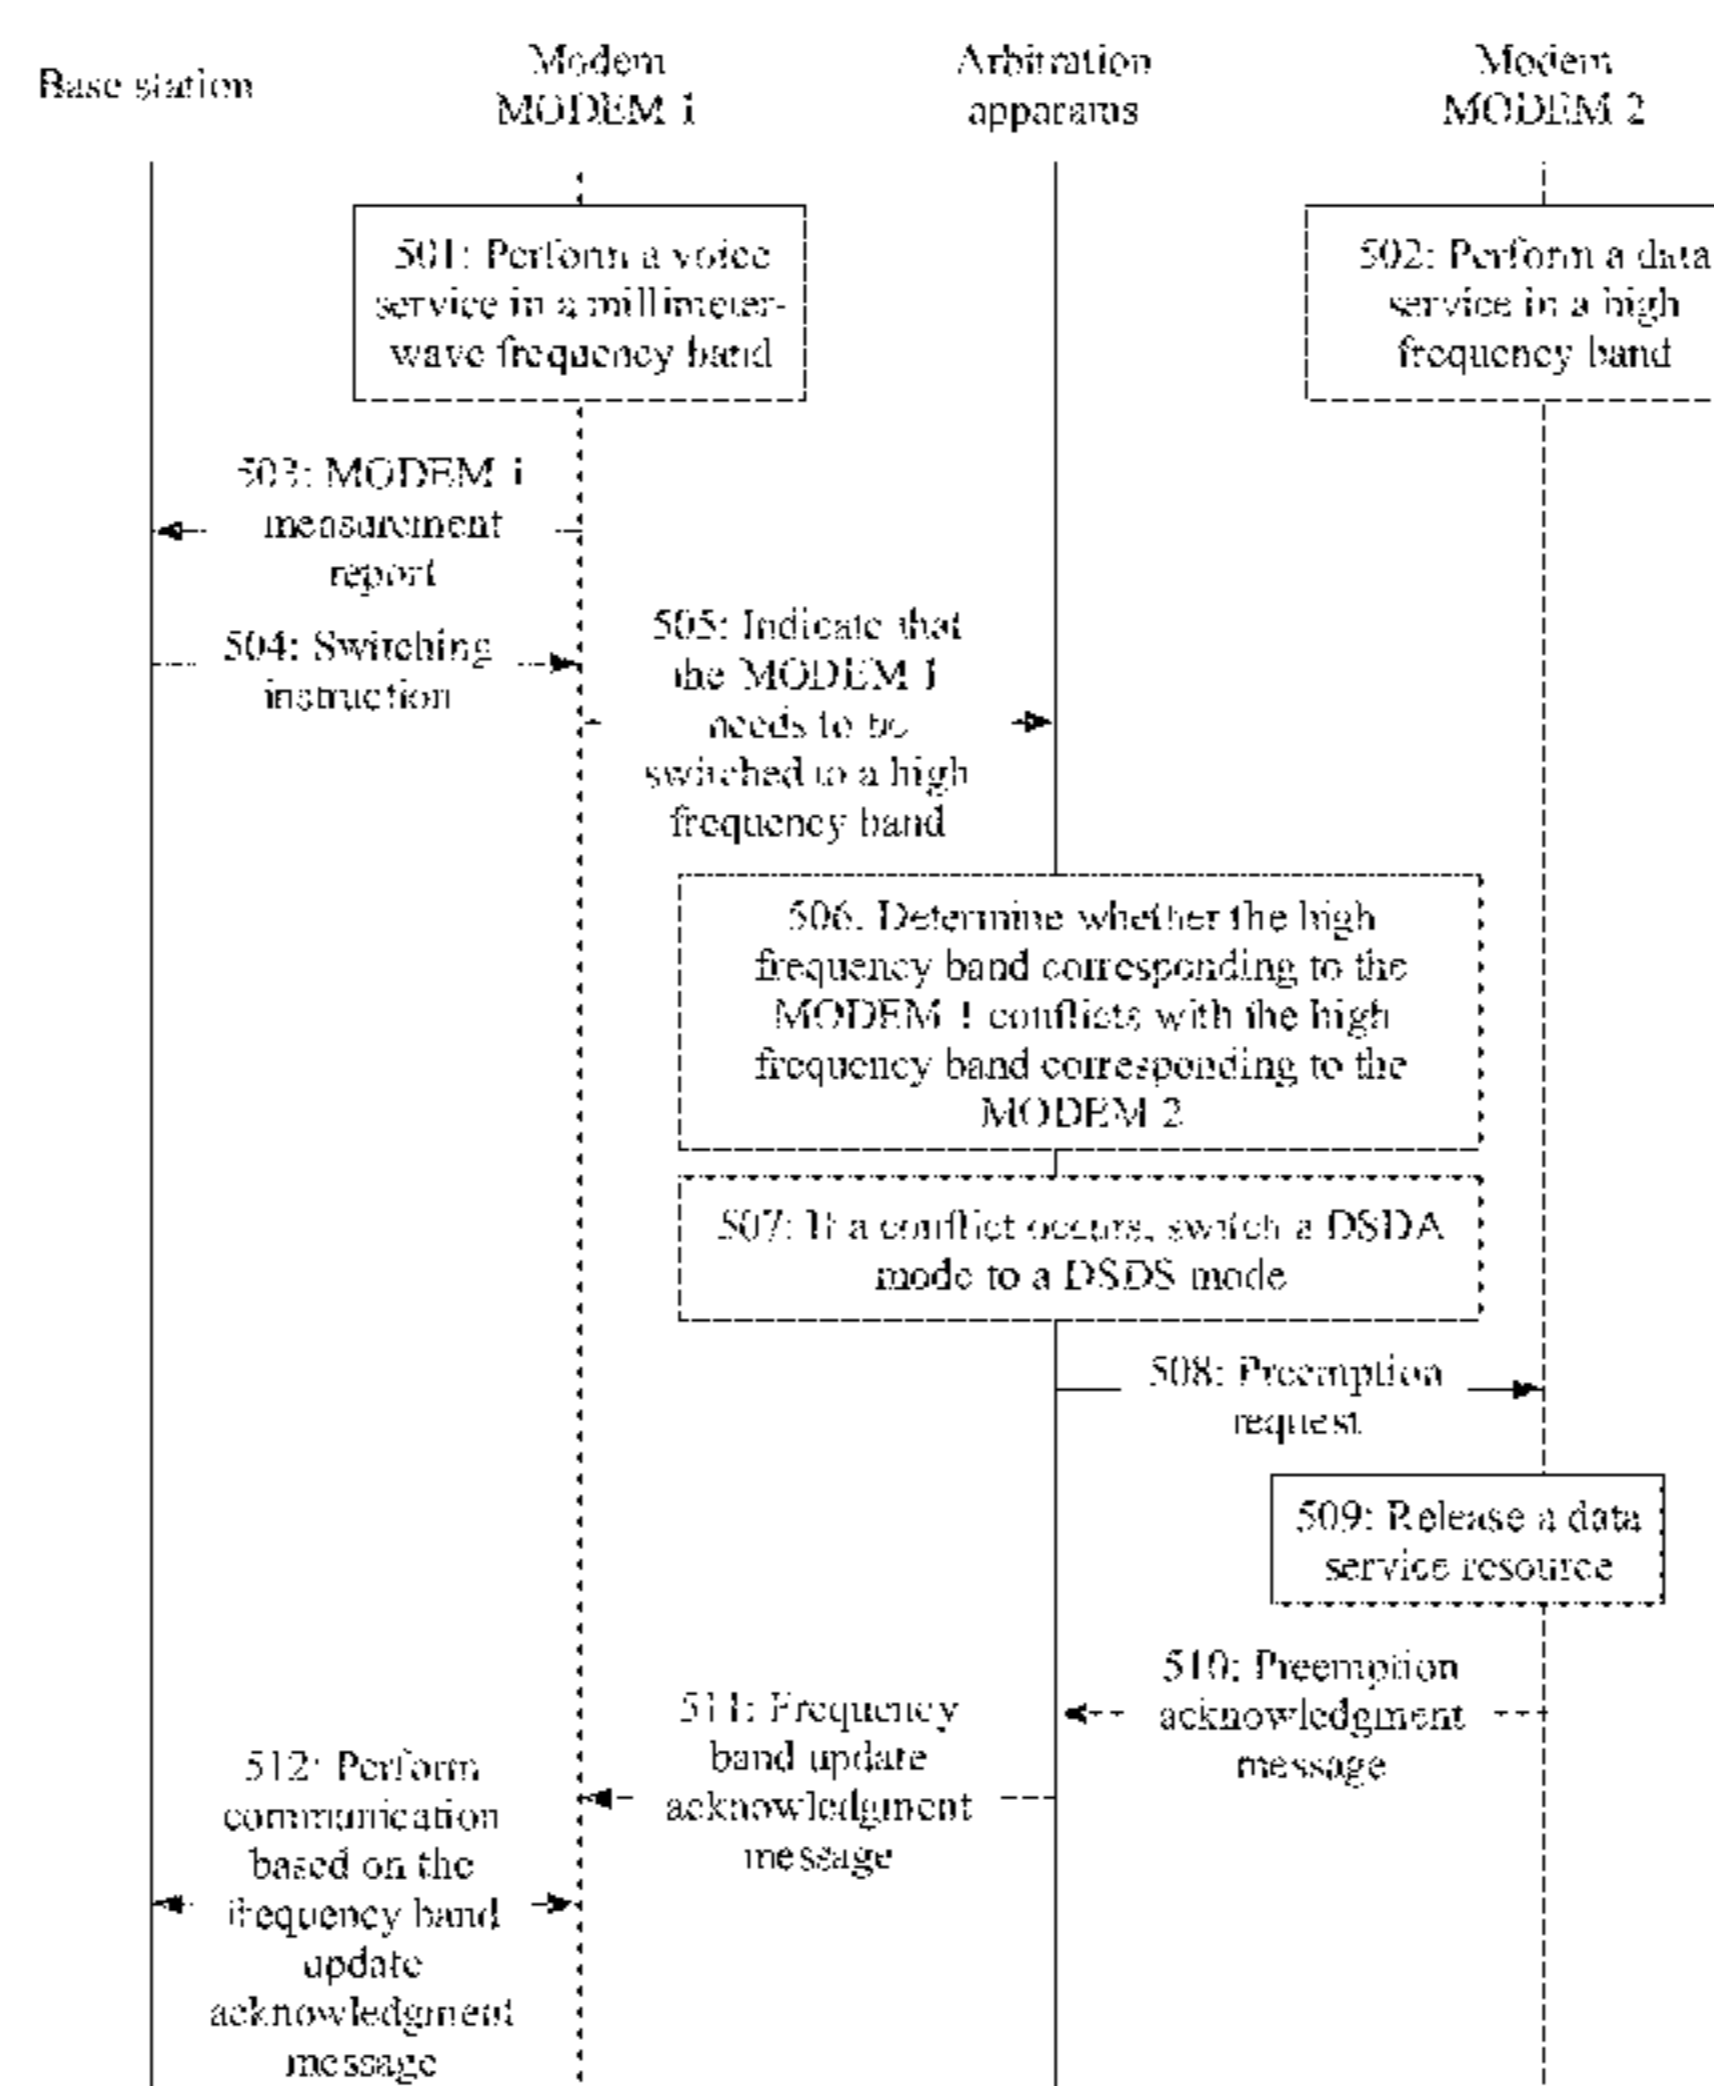 Base station
Modem
MODEM 1
Arbitration
apparatus
Modem
MODEM 2
501: Perform a voice
service in a millimeter-
wave frequency band
502: Perform a data
service in a high
frequency band
503: MODEM 1
measurement
report
504: Switching
instruction
505: Indicate that
the MODEM 1
needs to be
switched to a high
frequency band
506. Determine whether the high
frequency band corresponding to the
MODEM 1 conflicts with the high
frequency band corresponding to the
MODEM 2
507: If a conflict occurs, switch a DSDA
mode to a DSDS mode
508: Preemption
request
509: Release a data
service resource
510: Preemption
acknowledgment
message
511: Frequency
band update
acknowledgment
message
512: Perform
communication
based on the
frequency band
update
acknowledgment
message